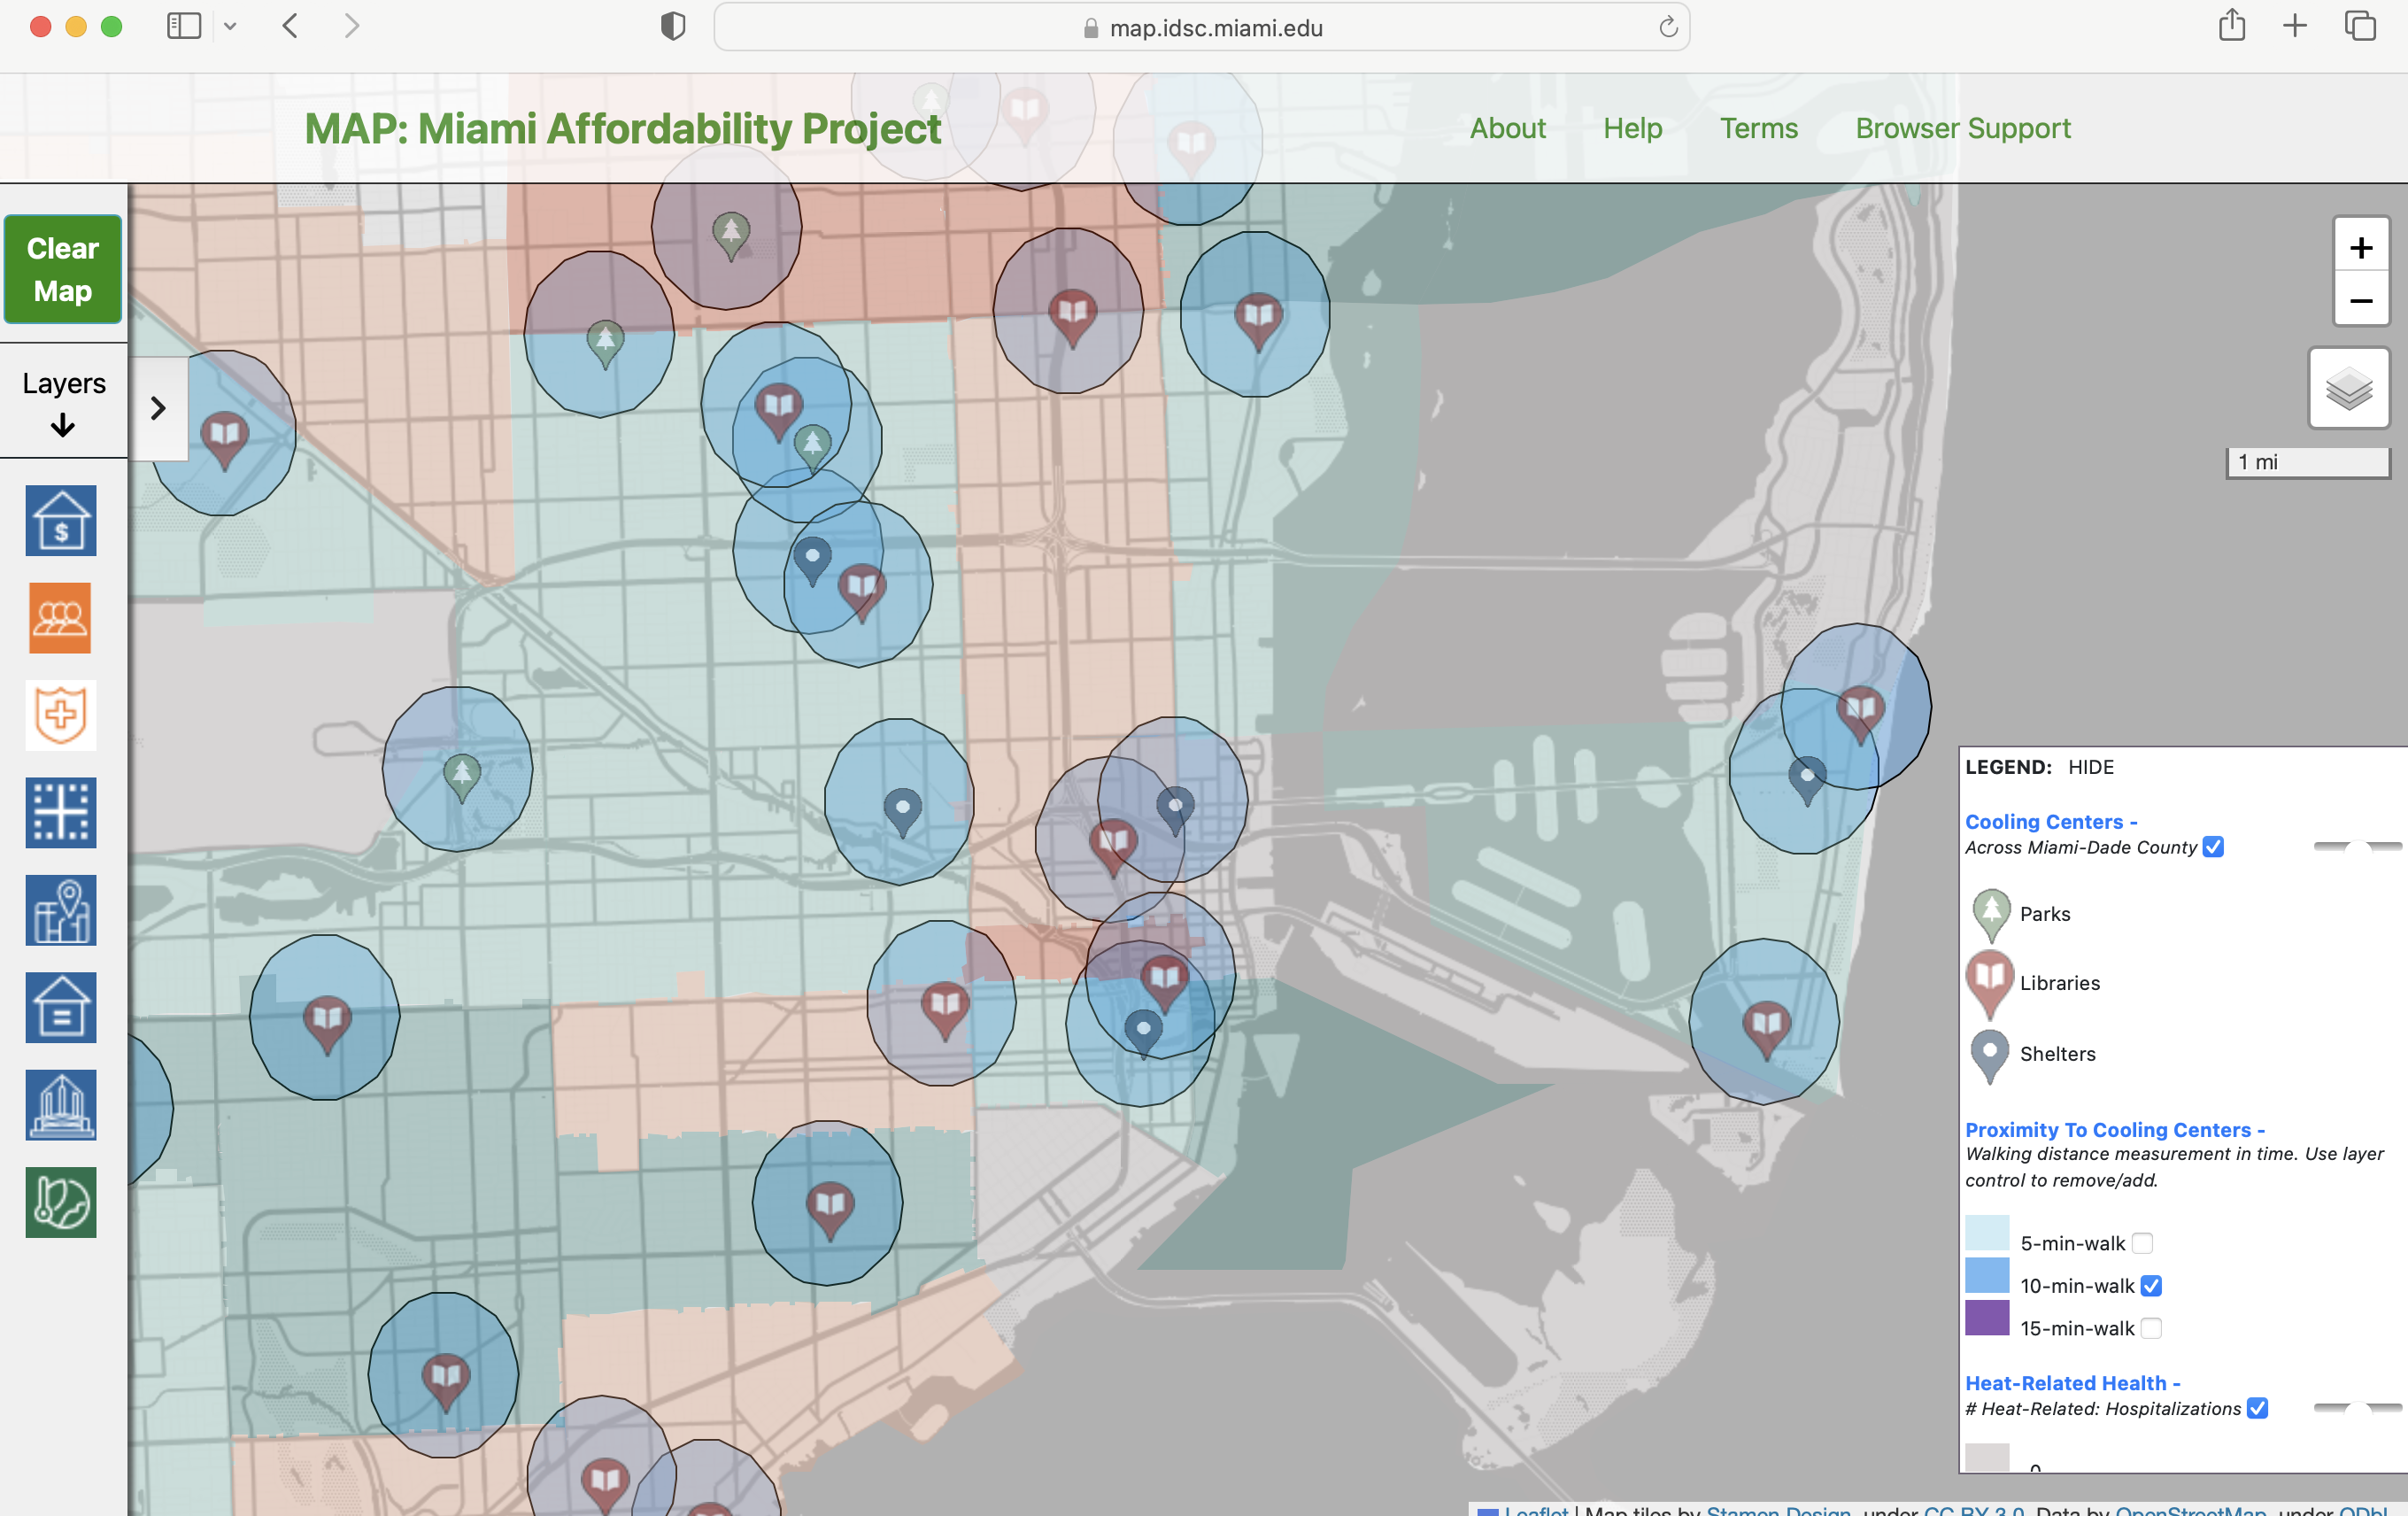 map.idsc.miami.edu
MAP: Miami Affordability Project
About Help Terms Browser Support
Clear
Map
Layers
$
+
−
1 mi
LEGEND: HIDE
Cooling Centers -
Across Miami-Dade County
Parks
Libraries
Shelters
Proximity To Cooling Centers -
Walking distance measurement in time. Use layer
control to remove/add.
5-min-walk
10-min-walk
15-min-walk
Heat-Related Health -
# Heat-Related: Hospitalizations
0
Leaflet | Map tiles by Stamen Design, under CC BY 3.0. Data by OpenStreetMap, under ODbL